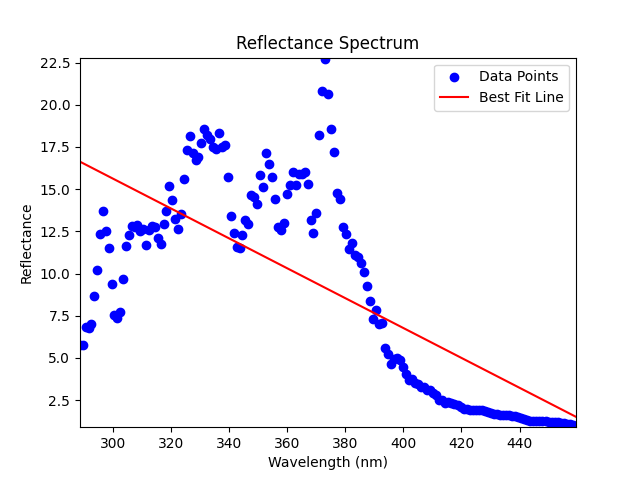 Reflectance Spectrum
Data Points
Best Fit Line
Reflectance
22.5
20.0
17.5
15.0
12.5
10.0
7.5
5.0
2.5
300 320 340 360 380 400 420 440
Wavelength (nm)